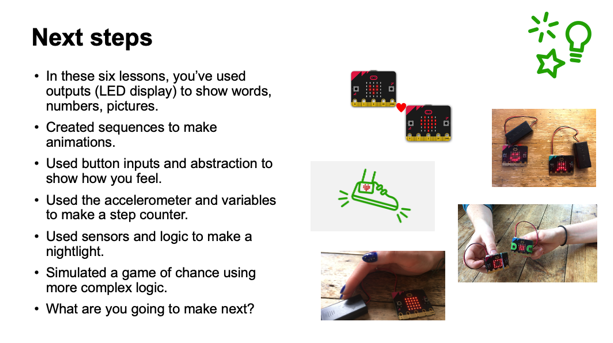 Next steps
• In these six lessons, you've used
outputs (LED display) to show words,
numbers, pictures.
• Created sequences to make
animations.
• Used button inputs and abstraction to
show how you feel.
• Used the accelerometer and variables
to make a step counter.
• Used sensors and logic to make a
nightlight.
• Simulated a game of chance using
more complex logic.
• What are you going to make next?